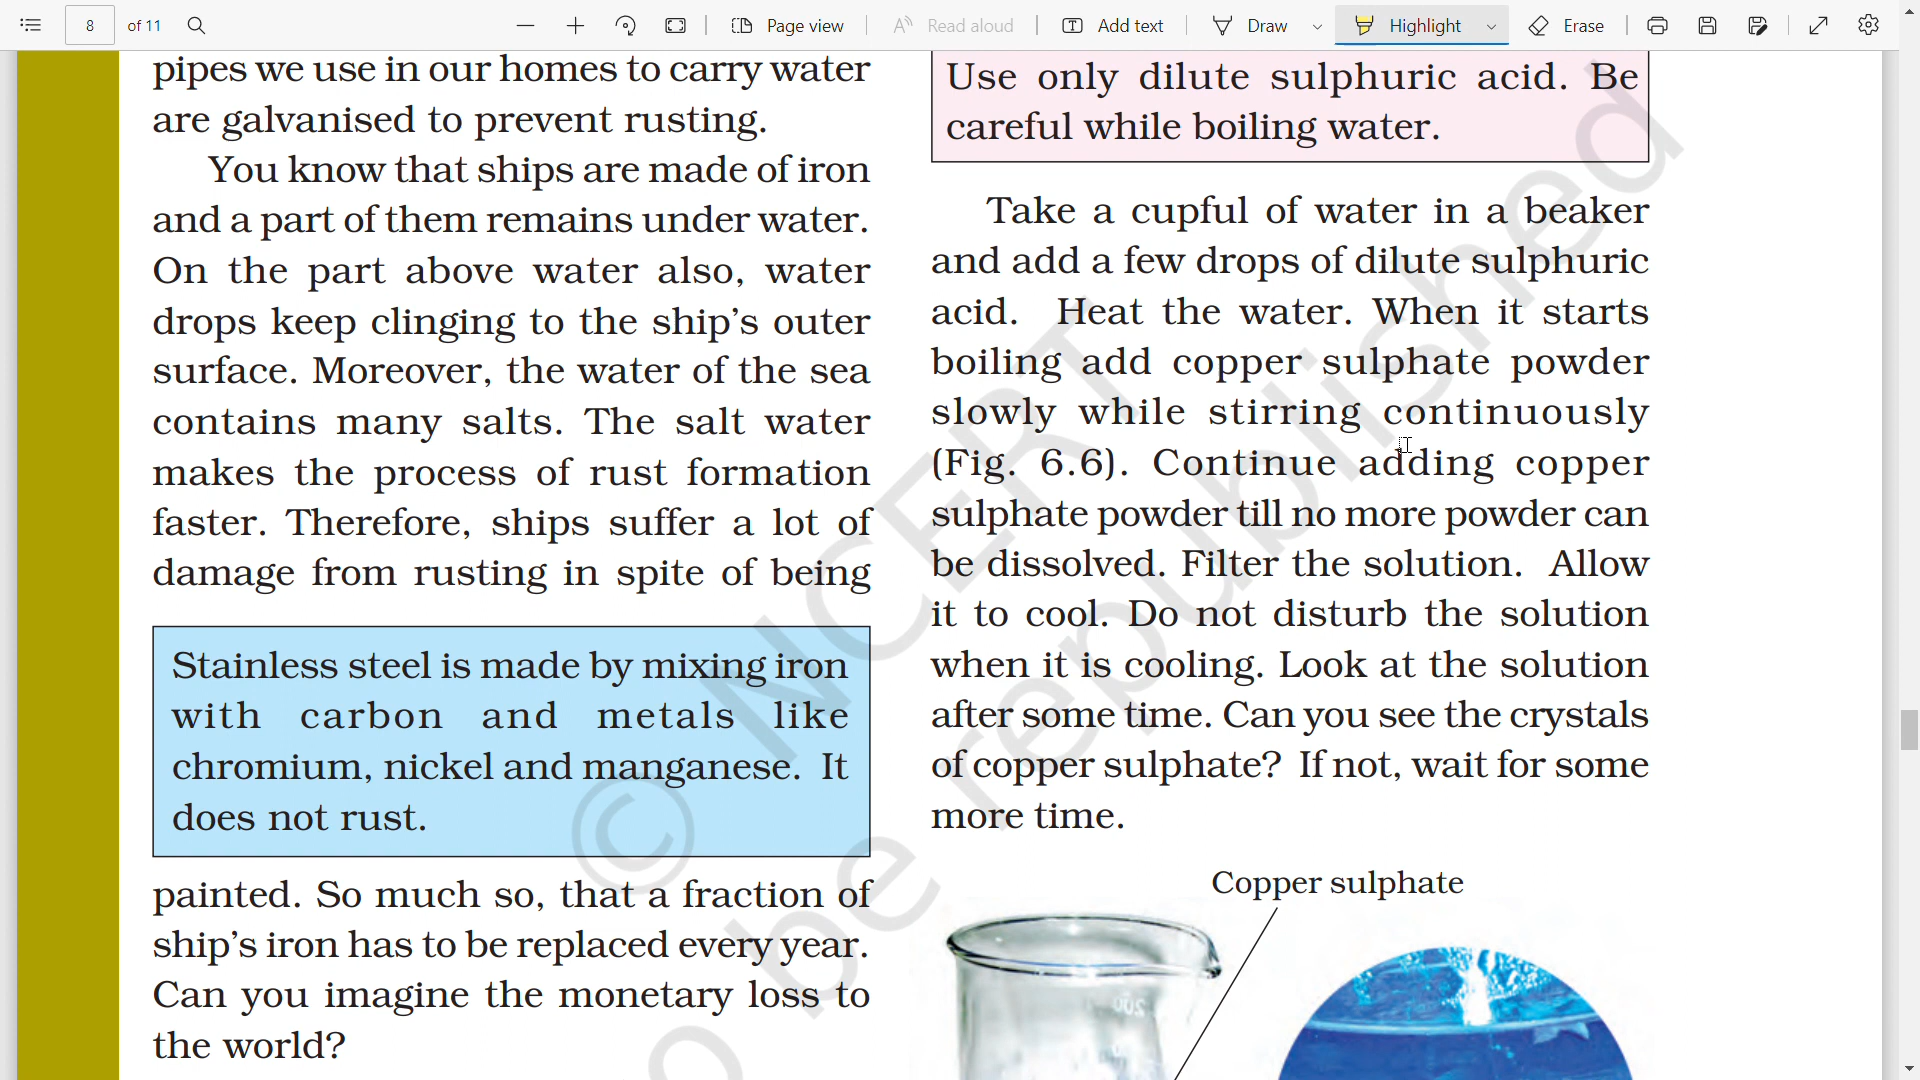 8
of 11
Page view
Read aloud
Add text
Draw
Highlight
Erase
pipes we use in our homes to carry water
are galvanised to prevent rusting.
You know that ships are made of iron
and a part of them remains under water.
On the part above water also, water
drops keep clinging to the ship's outer
surface. Moreover, the water of the sea
contains many salts. The salt water
makes the process of rust formation
faster. Therefore, ships suffer a lot of
damage from rusting in spite of being
Stainless steel is made by mixing iron
with carbon and metals like
chromium, nickel and manganese. It
does not rust.
painted. So much so, that a fraction of
ship's iron has to be replaced every year.
Can you imagine the monetary loss to
the world?
Use only dilute sulphuric acid. Be
careful while boiling water.
Take a cupful of water in a beaker
and add a few drops of dilute sulphuric
acid. Heat the water. When it starts
boiling add copper sulphate powder
slowly while stirring continuously
(Fig. 6.6). Continue adding copper
sulphate powder till no more powder can
be dissolved. Filter the solution. Allow
it to cool. Do not disturb the solution
when it is cooling. Look at the solution
after some time. Can you see the crystals
of copper sulphate? If not, wait for some
more time.
Copper sulphate
200
© NCERT
o be republished